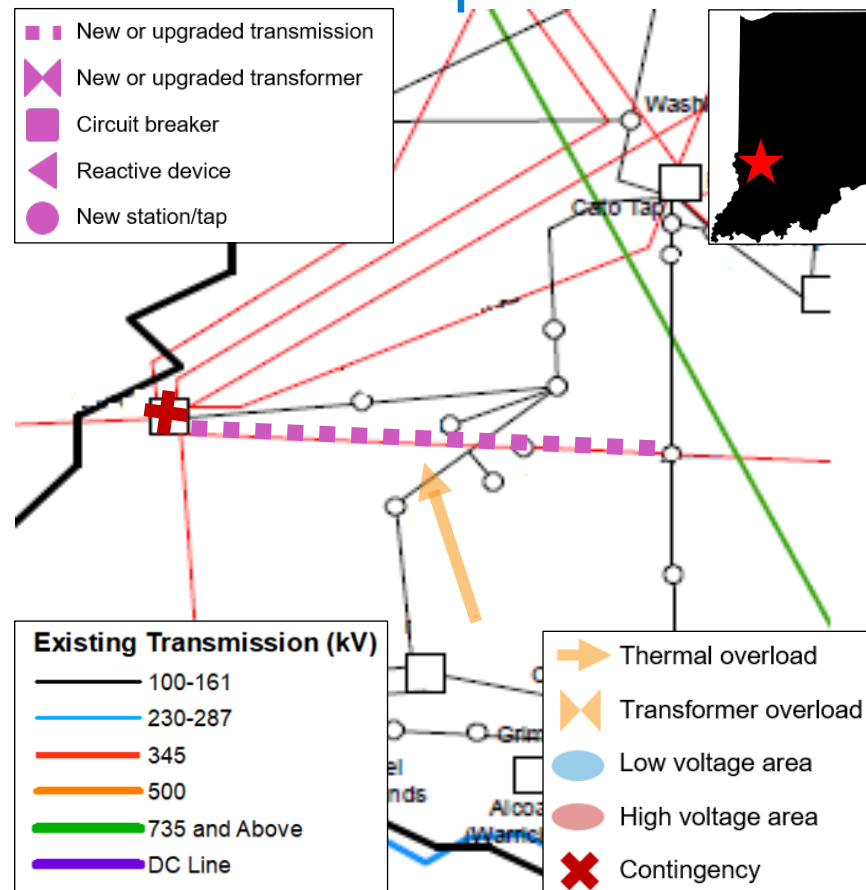 New or upgraded transmission
New or upgraded transformer
Circuit breaker
Reactive device
New station/tap
Cato Tap
Existing Transmission (kV)
100-161
230-287
345
500
735 and Above
DC Line
Thermal overload
Transformer overload
Low voltage area
High voltage area
Contingency